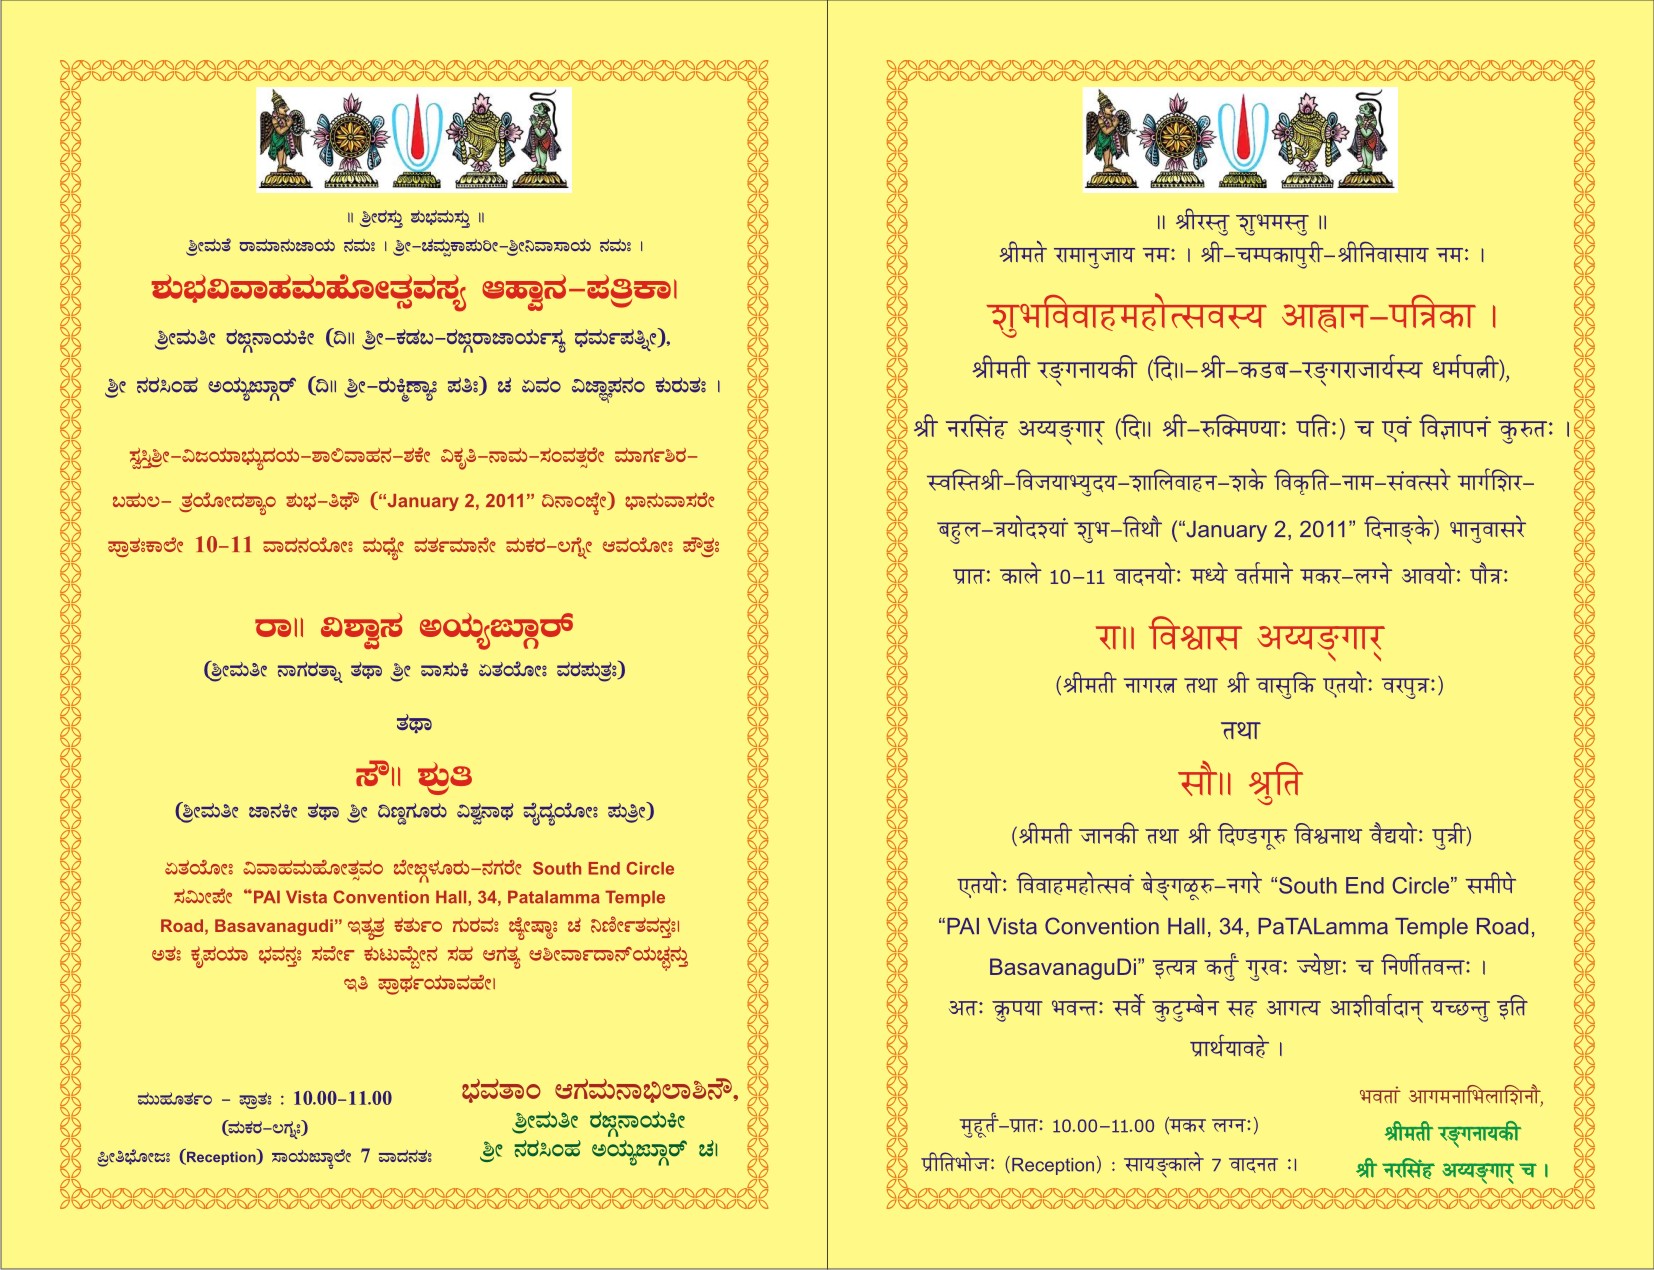 ॥ ಶ್ರೀರಸ್ತು ಶುಭಮಸ್ತು ॥
ಶ್ರೀಮತೆ ರಾಮಾನುಜಾಯ ನಮಃ । ಶ್ರೀ-ಚಮ್ಪಕಾಪುರೀ-ಶ್ರೀನಿವಾಸಾಯ ನಮಃ ।
ಶುಭವಿವಾಹಮಹೋತ್ಸವಸ್ಯ ಆಹ್ವಾನ-ಪತ್ರಿಕಾ।
ಶ್ರೀಮತೀ ರಙ್ಗನಾಯಕೀ (ದಿ॥ ಶ್ರೀ-ಕಡಬ-ರಙ್ಗರಾಜಾರ್ಯಸ್ಯ ಧರ್ಮಪತ್ನೀ),
ಶ್ರೀ ನರಸಿಂಹ ಅಯ್ಯಙ್ಗಾರ್ (ದಿ॥ ಶ್ರೀ-ರುಕ್ಮಿಣ್ಯಾಃ ಪತಿಃ) ಚ ಏವಂ ವಿಜ್ಞಾಪನಂ ಕುರುತಃ ।
ಸ್ವಸ್ತಿಶ್ರೀ-ವಿಜಯಾಭ್ಯುದಯ-ಶಾಲಿವಾಹನ-ಶಕೇ ವಿಕೃತಿ-ನಾಮ-ಸಂವತ್ಸರೇ ಮಾರ್ಗಶಿರ-
ಬಹುಲ- ತ್ರಯೋದಶ್ಯಾಂ ಶುಭ-ತಿಥೌ (“January 2, 2011” ದಿನಾಂಙ್ಕೇ) ಭಾನುವಾಸರೇ
ಪ್ರಾತಃಕಾಲೇ 10-11 ವಾದನಯೋಃ ಮಧ್ಯೇ ವರ್ತಮಾನೇ ಮಕರ-ಲಗ್ನೇ ಆವಯೋಃ ಪೌತ್ರಃ
ರಾ॥ ವಿಶ್ವಾಸ ಅಯ್ಯಙ್ಗಾರ್
(ಶ್ರೀಮತೀ ನಾಗರತ್ನಾ ತಥಾ ಶ್ರೀ ವಾಸುಕಿ ಏತಯೋಃ ವರಪುತ್ರಃ)
ತಥಾ
ಸೌ॥ ಶ್ರುತಿ
(ಶ್ರೀಮತೀ ಜಾನಕೀ ತಥಾ ಶ್ರೀ ದಿಣ್ಡಗೂರು ವಿಶ್ವನಾಥ ವೈದ್ಯಯೋಃ ಪುತ್ರೀ)
ಏತಯೋಃ ವಿವಾಹಮಹೋತ್ಸವಂ ಬೇಙ್ಗಳೂರು-ನಗರೇ South End Circle
ಸಮೀಪೇ “PAI Vista Convention Hall, 34, Patalamma Temple
Road, Basavanagudi” ಇತ್ಯತ್ರ ಕರ್ತುಂ ಗುರವಃ ಜ್ಯೇಷ್ಠಾಃ ಚ ನಿರ್ಣೀತವನ್ತಃ।
ಅತಃ ಕೃಪಯಾ ಭವನ್ತಃ ಸರ್ವೇ ಕುಟುಮ್ಬೇನ ಸಹ ಆಗತ್ಯ ಆಶೀರ್ವಾದಾನ್‌ಯಚ್ಛನ್ತು
ಇತಿ ಪ್ರಾರ್ಥಯಾವಹೇ।
ಮುಹೂರ್ತಂ - ಪ್ರಾತಃ : 10.00-11.00
(ಮಕರ-ಲಗ್ನಃ)
ಪ್ರೀತಿಭೋಜಃ (Reception) ಸಾಯಙ್ಕಾಲೇ 7 ವಾದನತಃ
ಭವತಾಂ ಆಗಮನಾಭಿಲಾಶಿನೌ,
ಶ್ರೀಮತೀ ರಙ್ಗನಾಯಕೀ
ಶ್ರೀ ನರಸಿಂಹ ಅಯ್ಯಙ್ಗಾರ್ ಚ।
॥ श्रीरस्तु शुभमस्तु ॥
श्रीमते रामानुजाय नमः । श्री-चम्पकापुरी-श्रीनिवासाय नमः ।
शुभविवाहमहोत्सवस्य आह्वान-पत्रिका ।
श्रीमती रङ्गनायकी (दि॥-श्री-कडब-रङ्गराजार्यस्य धर्मपत्नी),
श्री नरसिंह अय्यङ्गार् (दि॥ श्री-रुक्मिण्याः पतिः) च एवं विज्ञापनं कुरुतः ।
स्वस्तिश्री-विजयाभ्युदय-शालिवाहन-शके विकृति-नाम-संवत्सरे मार्गशिर-
बहुल-त्रयोदश्यां शुभ-तिथौ (“January 2, 2011” दिनाङ्के) भानुवासरे
प्रातः काले 10-11 वादनयोः मध्ये वर्तमाने मकर-लग्ने आवयोः पौत्रः
रा॥ विश्वास अय्यङ्गार्
(श्रीमती नागरत्न तथा श्री वासुकि एतयोः वरपुत्रः)
तथा
सौ॥ श्रुति
(श्रीमती जानकी तथा श्री दिण्डगूरु विश्वनाथ वैद्ययोः पुत्री)
एतयोः विवाहमहोत्सवं बेङ्गळूरु-नगरे “South End Circle” समीपे
“PAI Vista Convention Hall, 34, PaTALamma Temple Road,
BasavanaguDi” इत्यत्र कर्तुं गुरवः ज्येष्टाः च निर्णीतवन्तः ।
अतः क्रुपया भवन्तः सर्वे कुटुम्बेन सह आगत्य आशीर्वादान् यच्छन्तु इति
प्रार्थयावहे ।
मुहूर्तं-प्रातः 10.00-11.00 (मकर लग्नः)
प्रीतिभोजः (Reception) : सायङ्काले 7 वादनत ः।
भवतां आगमनाभिलाशिनौ,
श्रीमती रङ्गनायकी
श्री नरसिंह अय्यङ्गार् च ।